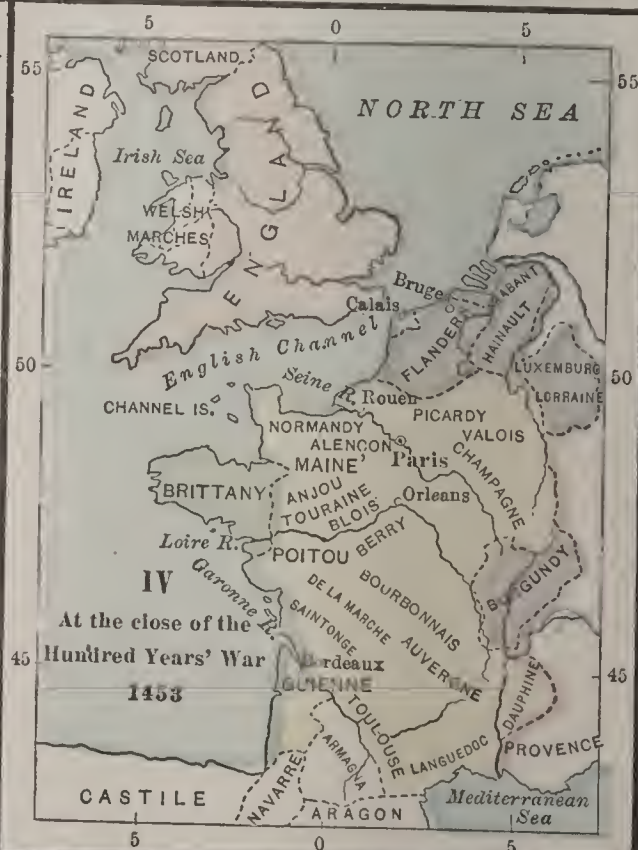 5 0 5
55 SCOTLAND 55
NORTH SEA
IRELAND
Irish Sea
ENGLAND
WELSH
MARCHES
Bruge
Calais
BRABANT
FLANDERS
HAINAULT
English Channel
50 50
LUXEMBURG
LORRAINE
Seine R.
Rouen
CHANNEL IS.
PICARDY
NORMANDY
VALOIS
ALENCON
Paris
MAINE
CHAMPAGNE
BRITTANY
ANJOU
TOURAINE
BLOIS
Orleans
Loire R.
POITOU
BERRY
BURGUNDY
Garonne R.
IV
At the close of the
Hundred Years' War
1453
DE LA MARCHE
BOURBONNAIS
SAINTONGE
AUVERGNE
45 45
Bordeaux
GUIENNE
DAUPHINE
TOULOUSE
LANGUEDOC
PROVENCE
ARMAGNA
NAVARRE
CASTILE
ARAGON
Mediterranean
Sea
5 0 5